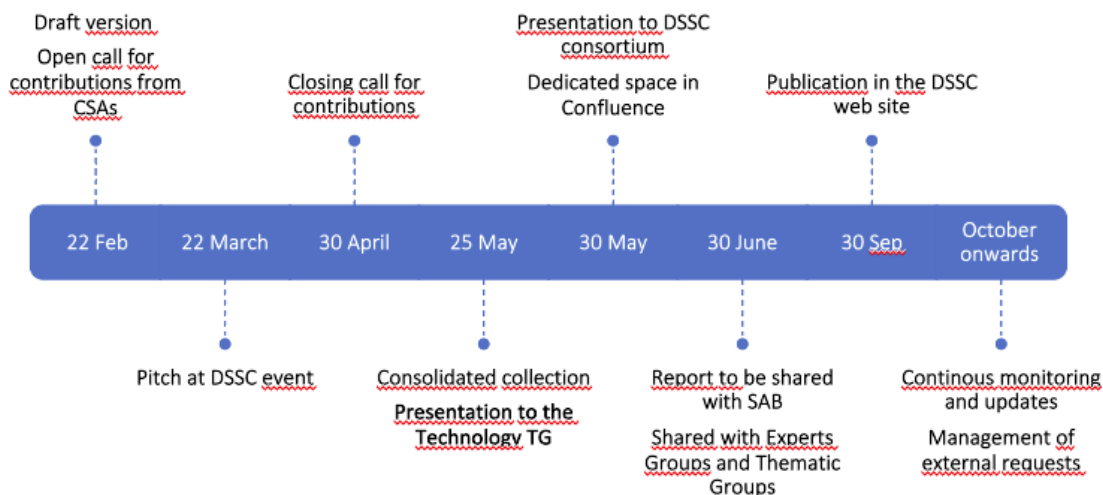 Draft version
Open call for
contributions from
CSAs
Closing call for
contributions
Presentation to DSSC
consortium
Dedicated space in
Confluence
Publication in the DSSC
web site
22 Feb
22 March
30 April
25 May
30 May
30 June
30 Sep
October
onwards
Pitch at DSSC event
Consolidated collection
Presentation to the
Technology TG
Report to be shared
with SAB
Shared with Experts
Groups and Thematic
Groups
Continous monitoring
and updates
Management of
external requests